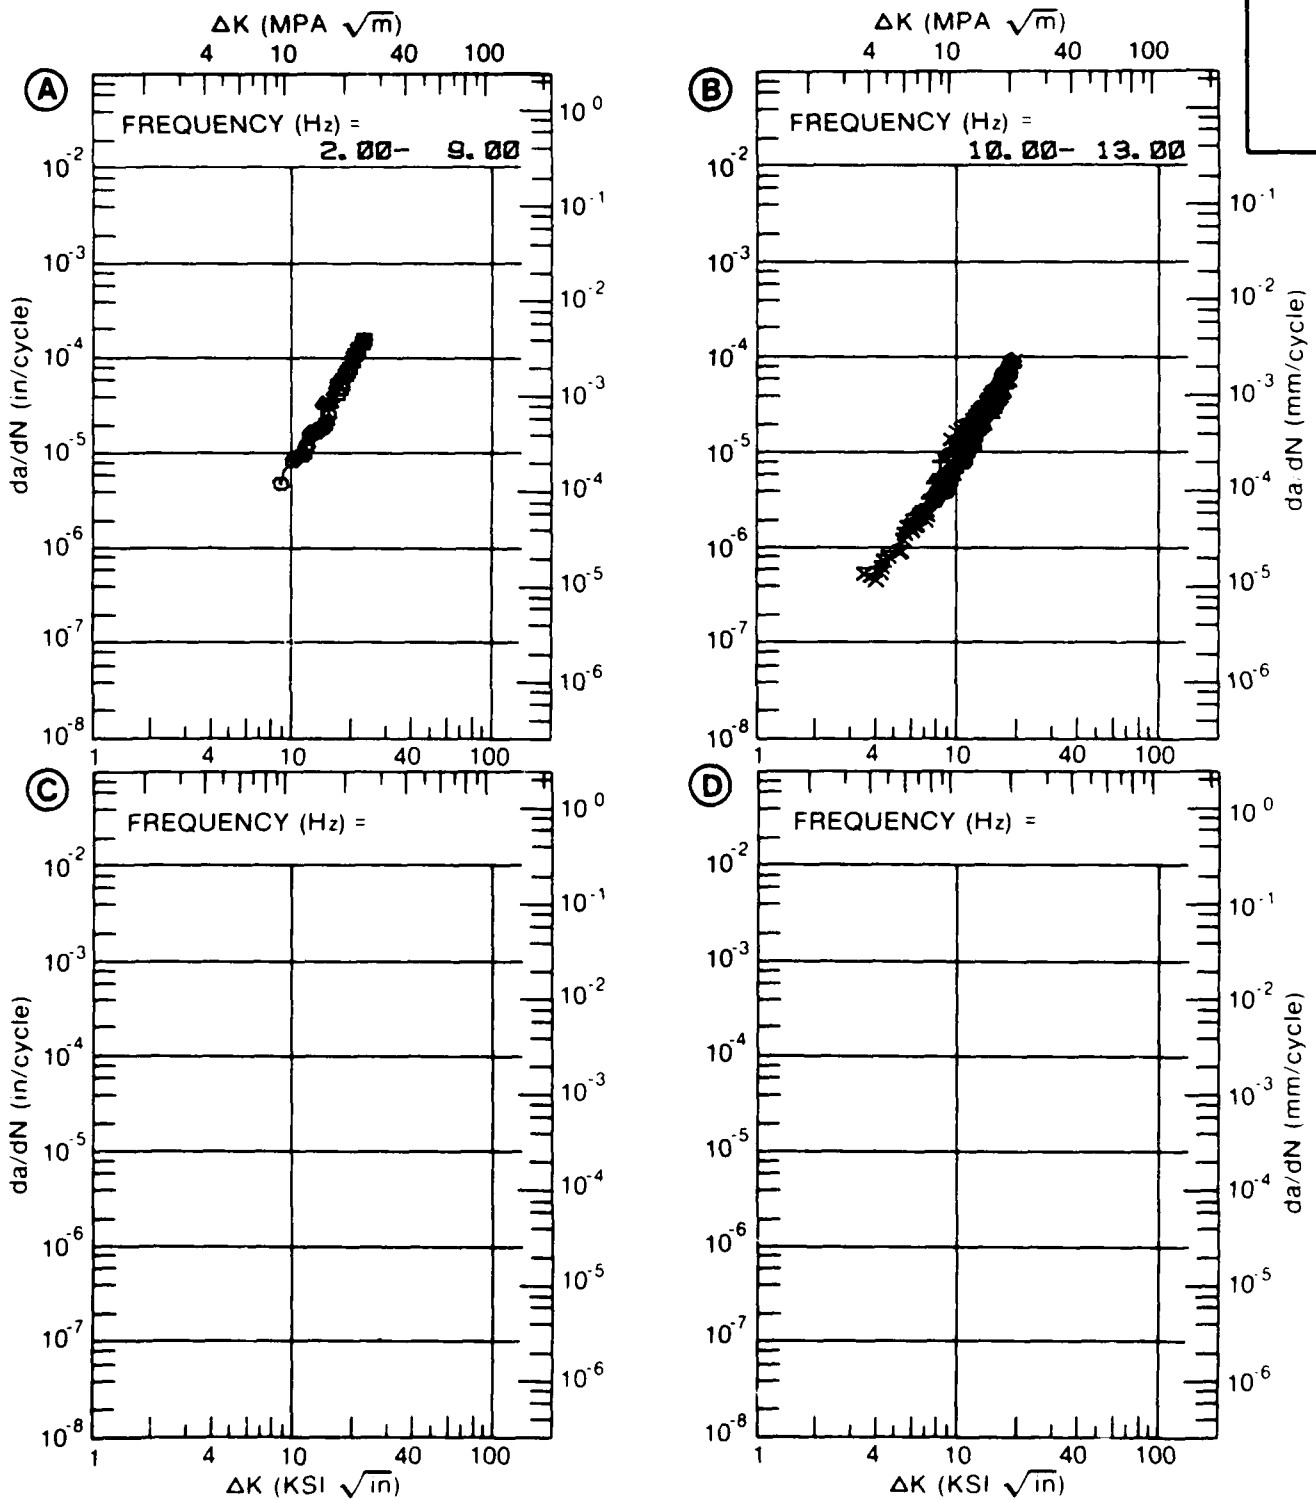 ΔK (MPA √m)
4 10 40 100
A
FREQUENCY (Hz) =
2.00- 9.00
10^0
10^-1
10^-2
10^-3
10^-4
10^-5
10^-6
10^-2
10^-3
10^-4
10^-5
10^-6
10^-7
10^-8
da/dN (in/cycle)
1 4 10 40 100
ΔK (MPA √m)
4 10 40 100
B
FREQUENCY (Hz) =
10.00- 13.00
10^-2
10^-3
10^-4
10^-5
10^-6
10^-7
10^-8
10^-1
10^-2
10^-3
10^-4
10^-5
10^-6
da/dN (mm/cycle)
1 4 10 40 100
C
FREQUENCY (Hz) =
10^0
10^-1
10^-2
10^-3
10^-4
10^-5
10^-6
10^-2
10^-3
10^-4
10^-5
10^-6
10^-7
10^-8
da/dN (in/cycle)
1 4 10 40 100
ΔK (KSI √in)
D
FREQUENCY (Hz) =
10^-2
10^-3
10^-4
10^-5
10^-6
10^-7
10^-8
10^0
10^-1
10^-2
10^-3
10^-4
10^-5
10^-6
da/dN (mm/cycle)
1 4 10 40 100
ΔK (KSI √in)